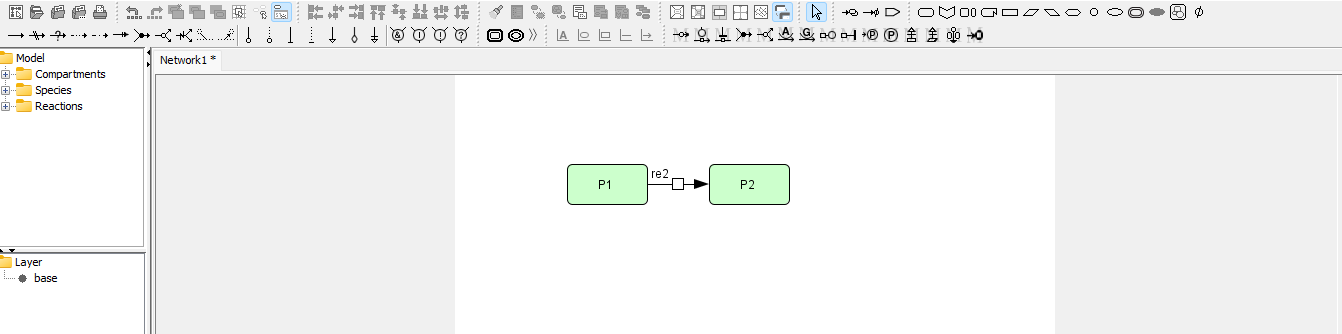 Model
Compartments
Species
Reactions
Layer
base
Network1 *
P1
re2
P2